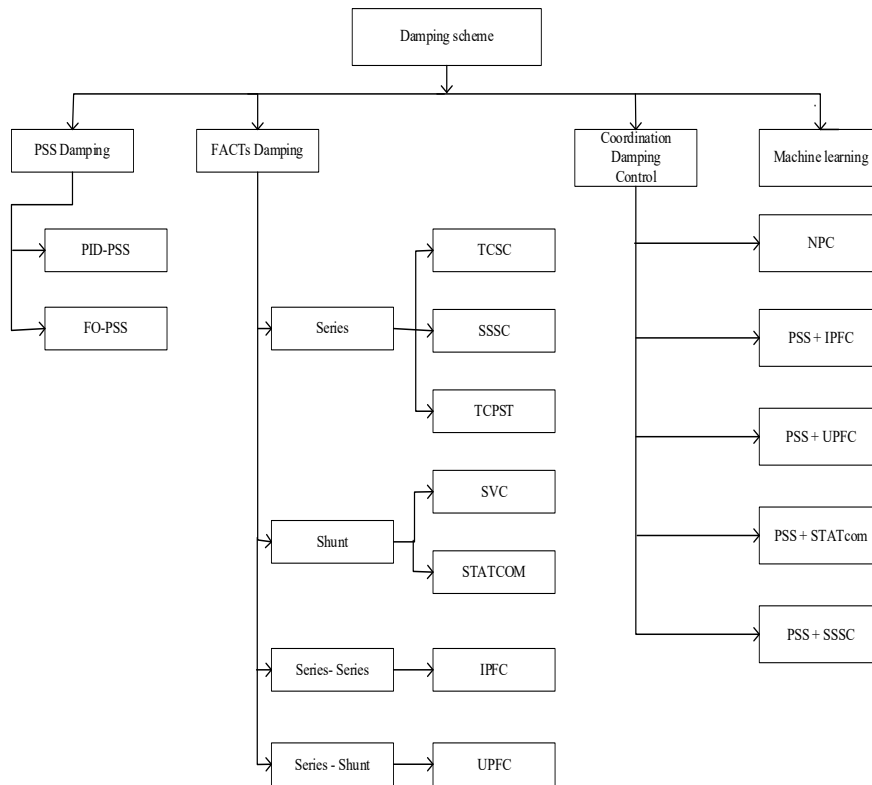 Damping scheme
PSS Damping
FACTs Damping
Coordination
Damping
Control
Machine learning
PID-PSS
FO-PSS
Series
TCSC
SSSC
TCPST
Shunt
SVC
STATCOM
Series- Series
IPFC
Series - Shunt
UPFC
NPC
PSS + IPFC
PSS + UPFC
PSS + STATcom
PSS + SSSC